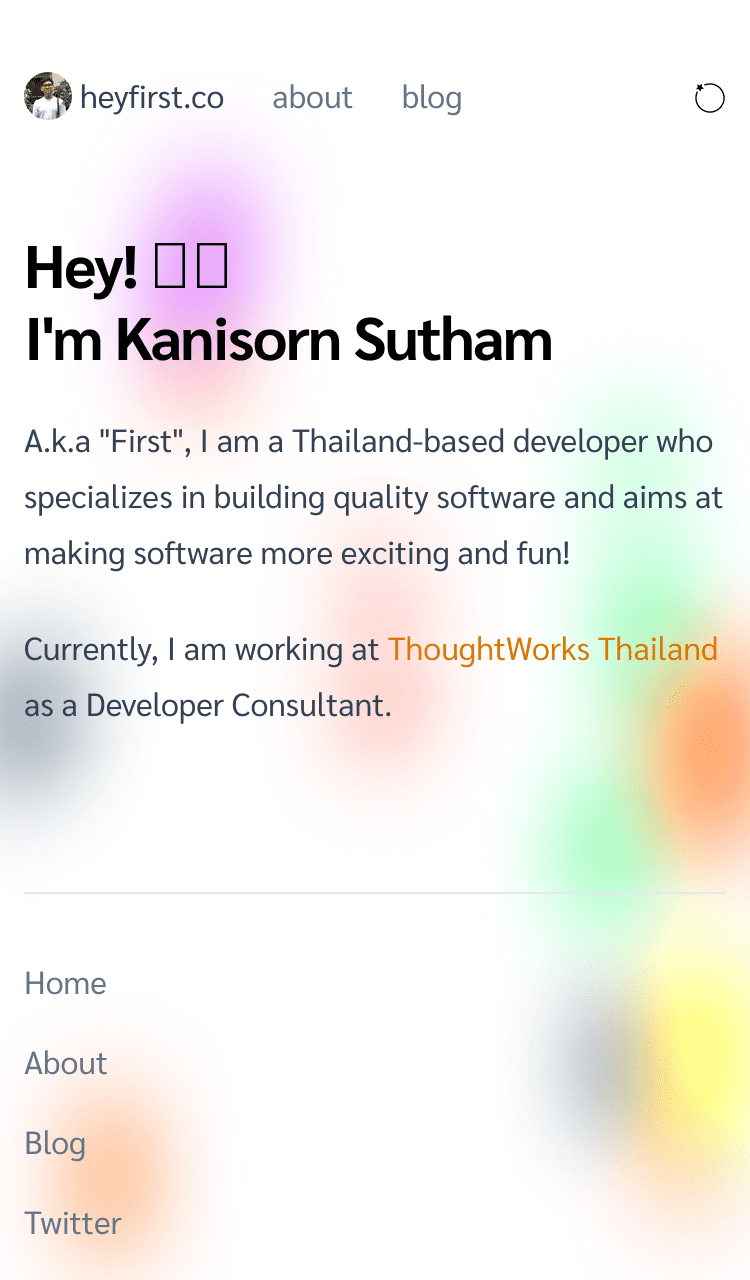 heyfirst.co about blog
Hey!
I'm Kanisorn Sutham
A.k.a "First", I am a Thailand-based developer who
specializes in building quality software and aims at
making software more exciting and fun!
Currently, I am working at ThoughtWorks Thailand
as a Developer Consultant.
Home
About
Blog
Twitter